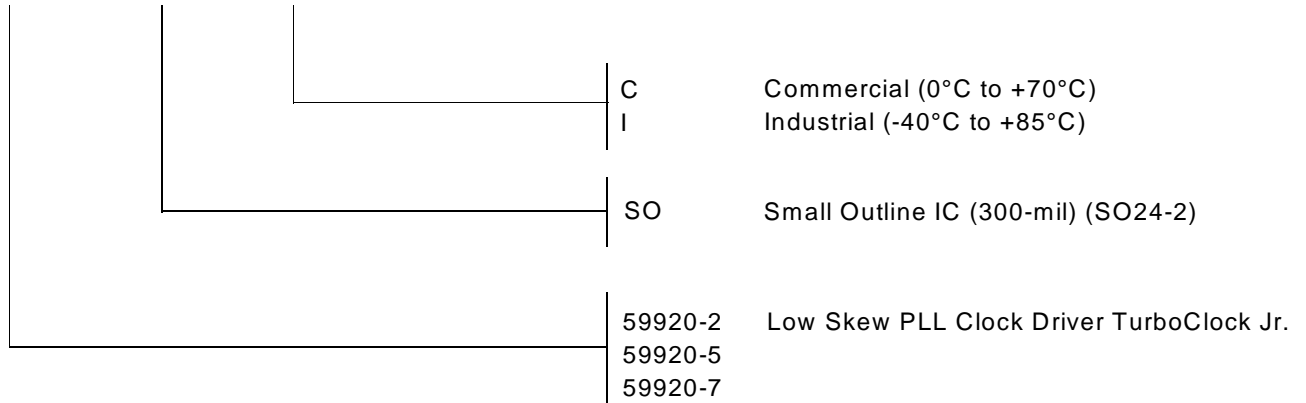 C Commercial (0°C to +70°C)
I Industrial (-40°C to +85°C)
SO Small Outline IC (300-mil) (SO24-2)
59920-2 Low Skew PLL Clock Driver TurboClock Jr.
59920-5
59920-7